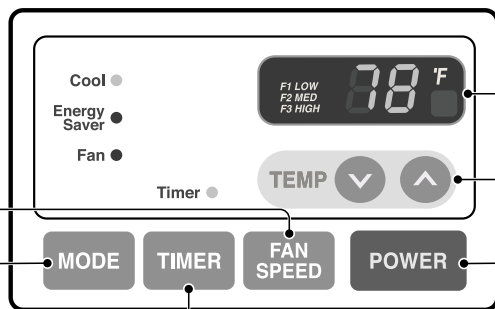 Cool
Energy
Saver
Fan
Timer
F1 LOW
F2 MED
F3 HIGH
78 °F
TEMP
MODE
TIMER
FAN
SPEED
POWER